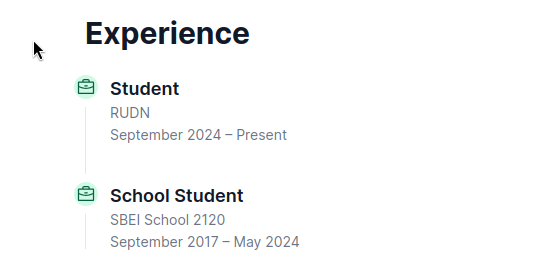 Experience
Student
RUDN
September 2024 – Present
School Student
SBEI School 2120
September 2017 – May 2024